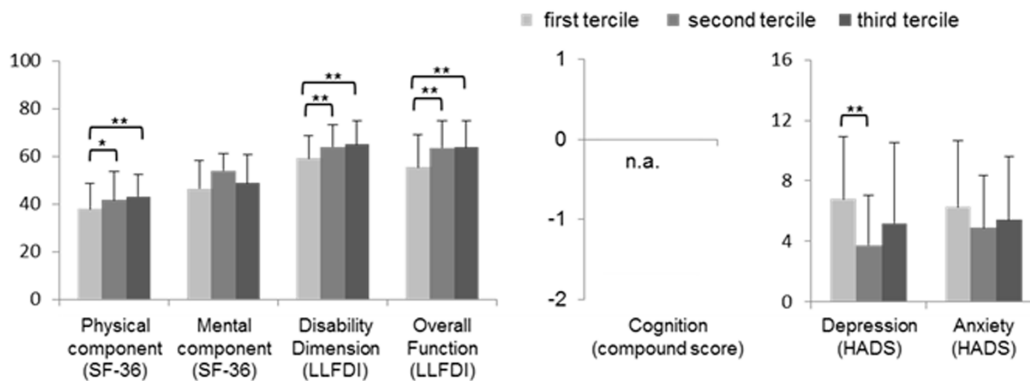 first tercile second tercile third tercile
100
80
60
40
20
0
**
*
**
**
**
**
Physical
component
(SF-36)
Mental
component
(SF-36)
Disability
Dimension
(LLFDI)
Overall
Function
(LLFDI)
1
0
-1
-2
n.a.
Cognition
(compound score)
16
12
8
4
0
**
Depression
(HADS)
Anxiety
(HADS)